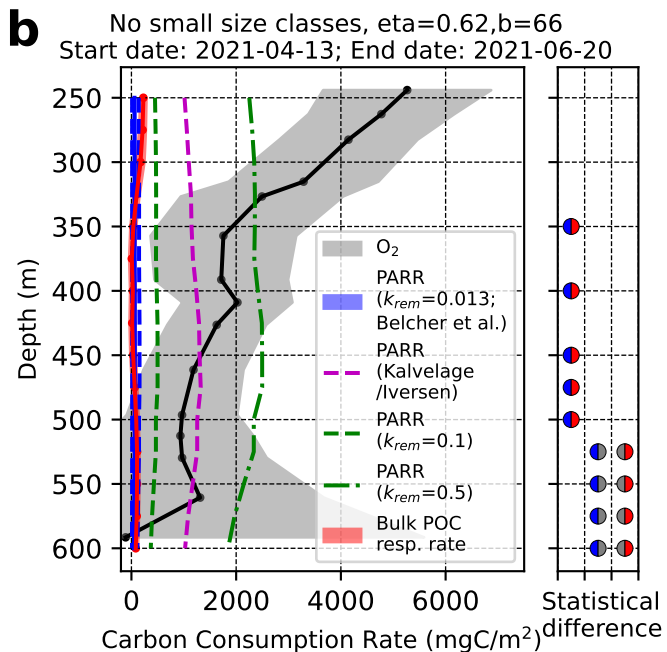 b
No small size classes, eta=0.62,b=66
Start date: 2021-04-13; End date: 2021-06-20
250
300
350
400
450
500
550
600
Depth (m)
O₂
PARR
(kᵣₑₘ=0.013;
Belcher et al.)
PARR
(Kalvelage
/Iversen)
PARR
(kᵣₑₘ=0.1)
PARR
(kᵣₑₘ=0.5)
Bulk POC
resp. rate
0
2000
4000
6000
Carbon Consumption Rate (mgC/m²)
Statistical
difference